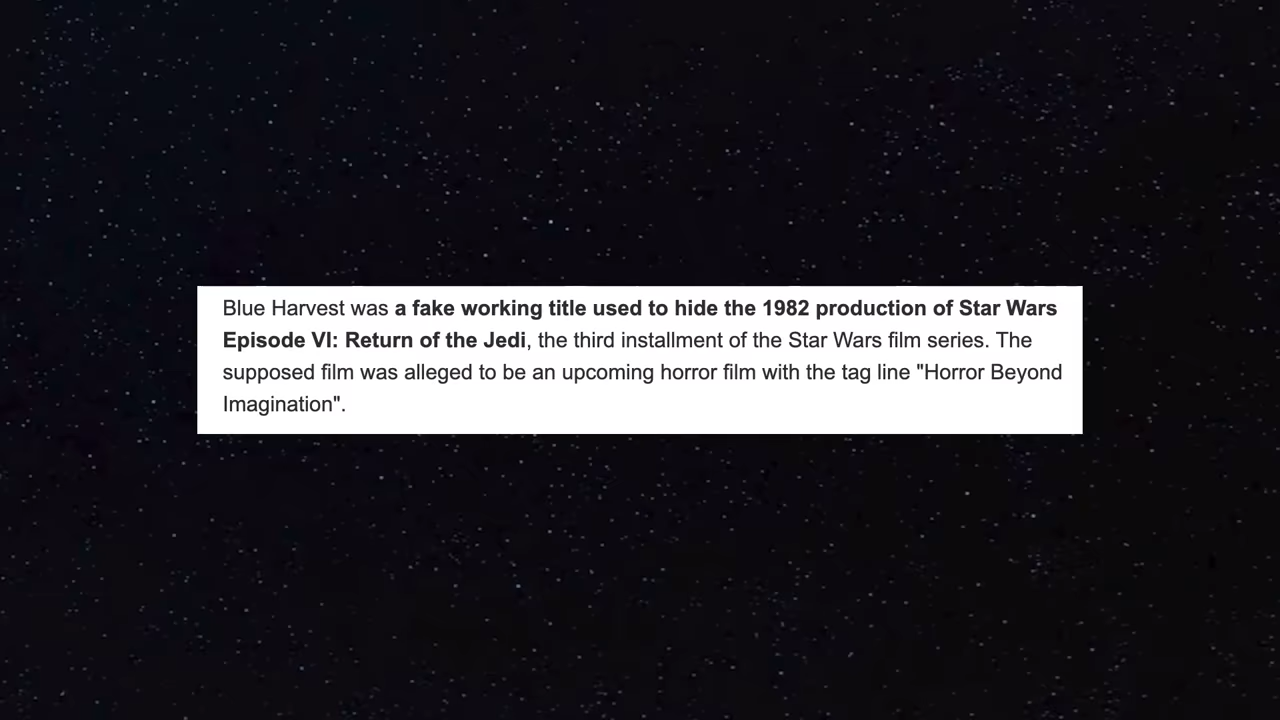 Blue Harvest was a fake working title used to hide the 1982 production of Star Wars
Episode VI: Return of the Jedi, the third installment of the Star Wars film series. The
supposed film was alleged to be an upcoming horror film with the tag line "Horror Beyond
Imagination".